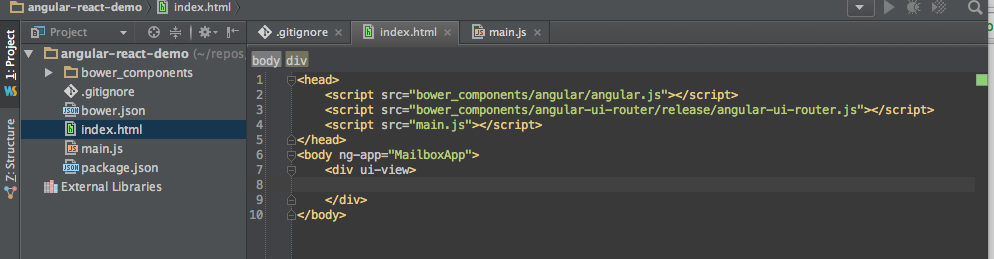 angular-react-demo index.html
1: Project
Z: Structure
Project
angular-react-demo (~/repos
bower_components
.gitignore
bower.json
index.html
main.js
package.json
External Libraries
.gitignore index.html main.js
body div
1 <head>
2 <script src="bower_components/angular/angular.js"></script>
3 <script src="bower_components/angular-ui-router/release/angular-ui-router.js"></script>
4 <script src="main.js"></script>
5 </head>
6 <body ng-app="MailboxApp">
7 <div ui-view>
8
9 </div>
10 </body>